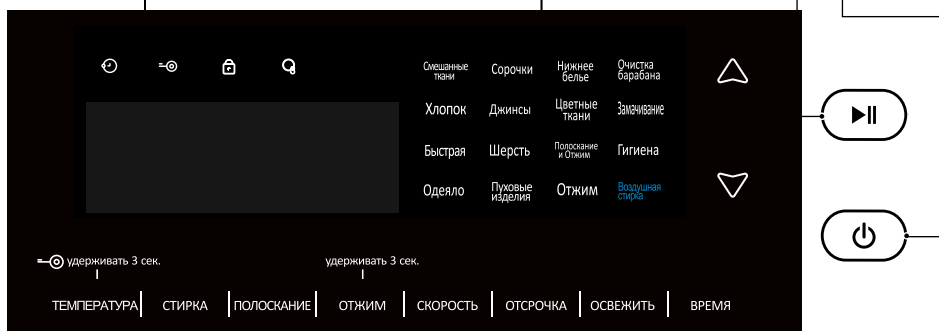 Смешанные
ткани
Сорочки
Нижнее
белье
Очистка
барабана
Хлопок
Джинсы
Цветные
ткани
Замачивание
Быстрая
Шерсть
Полоскание
и Отжим
Гигиена
Одеяло
Пуховые
изделия
Отжим
Воздушная
стирка
удерживать 3 сек.
удерживать 3 сек.
ТЕМПЕРАТУРА
СТИРКА
ПОЛОСКАНИЕ
ОТЖИМ
СКОРОСТЬ
ОТСРОЧКА
ОСВЕЖИТЬ
ВРЕМЯ